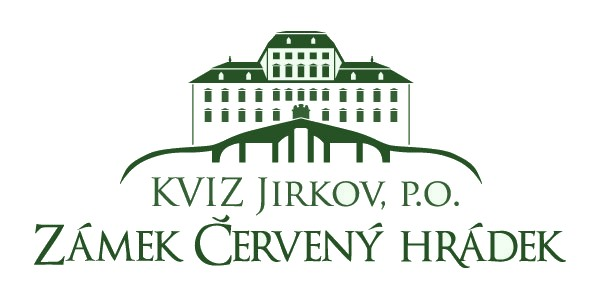 KVIZ JIRKOV, P.O.
ZÁMEK ČERVENÝ HRÁDEK